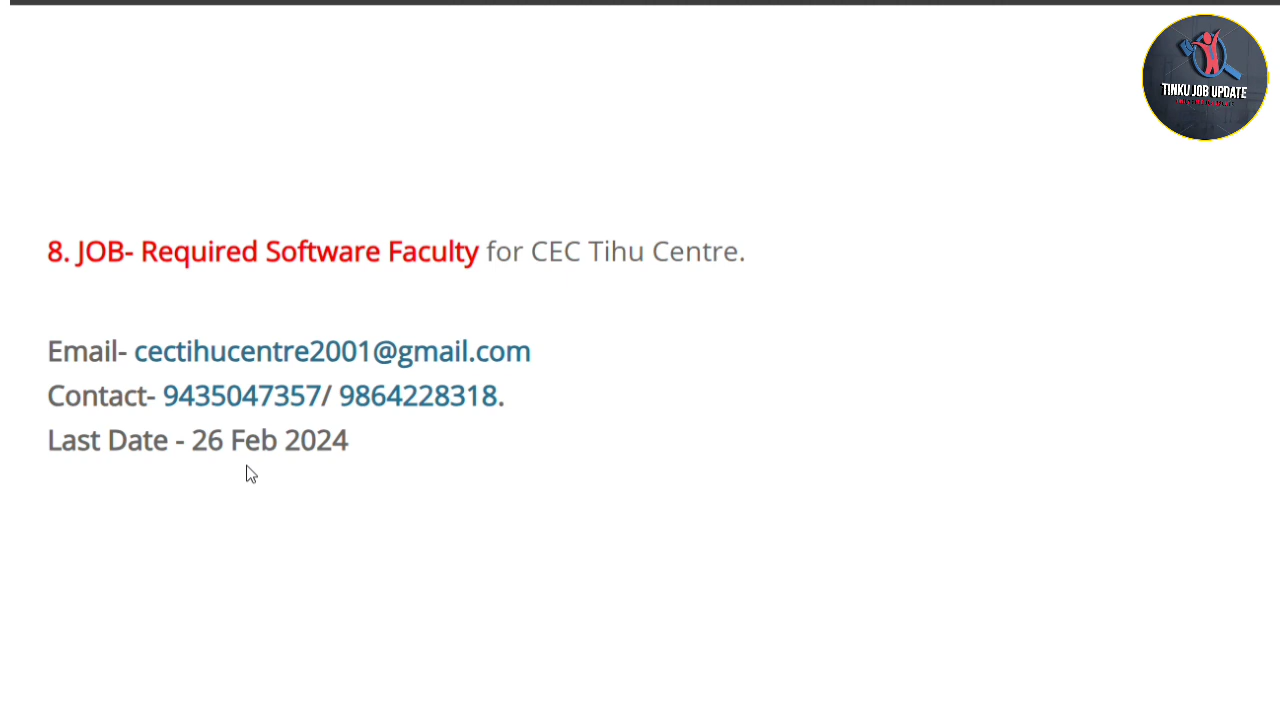 TINKU JOB UPDATE
8. JOB- Required Software Faculty for CEC Tihu Centre.
Email- cectihucentre2001@gmail.com
Contact- 9435047357/ 9864228318.
Last Date - 26 Feb 2024